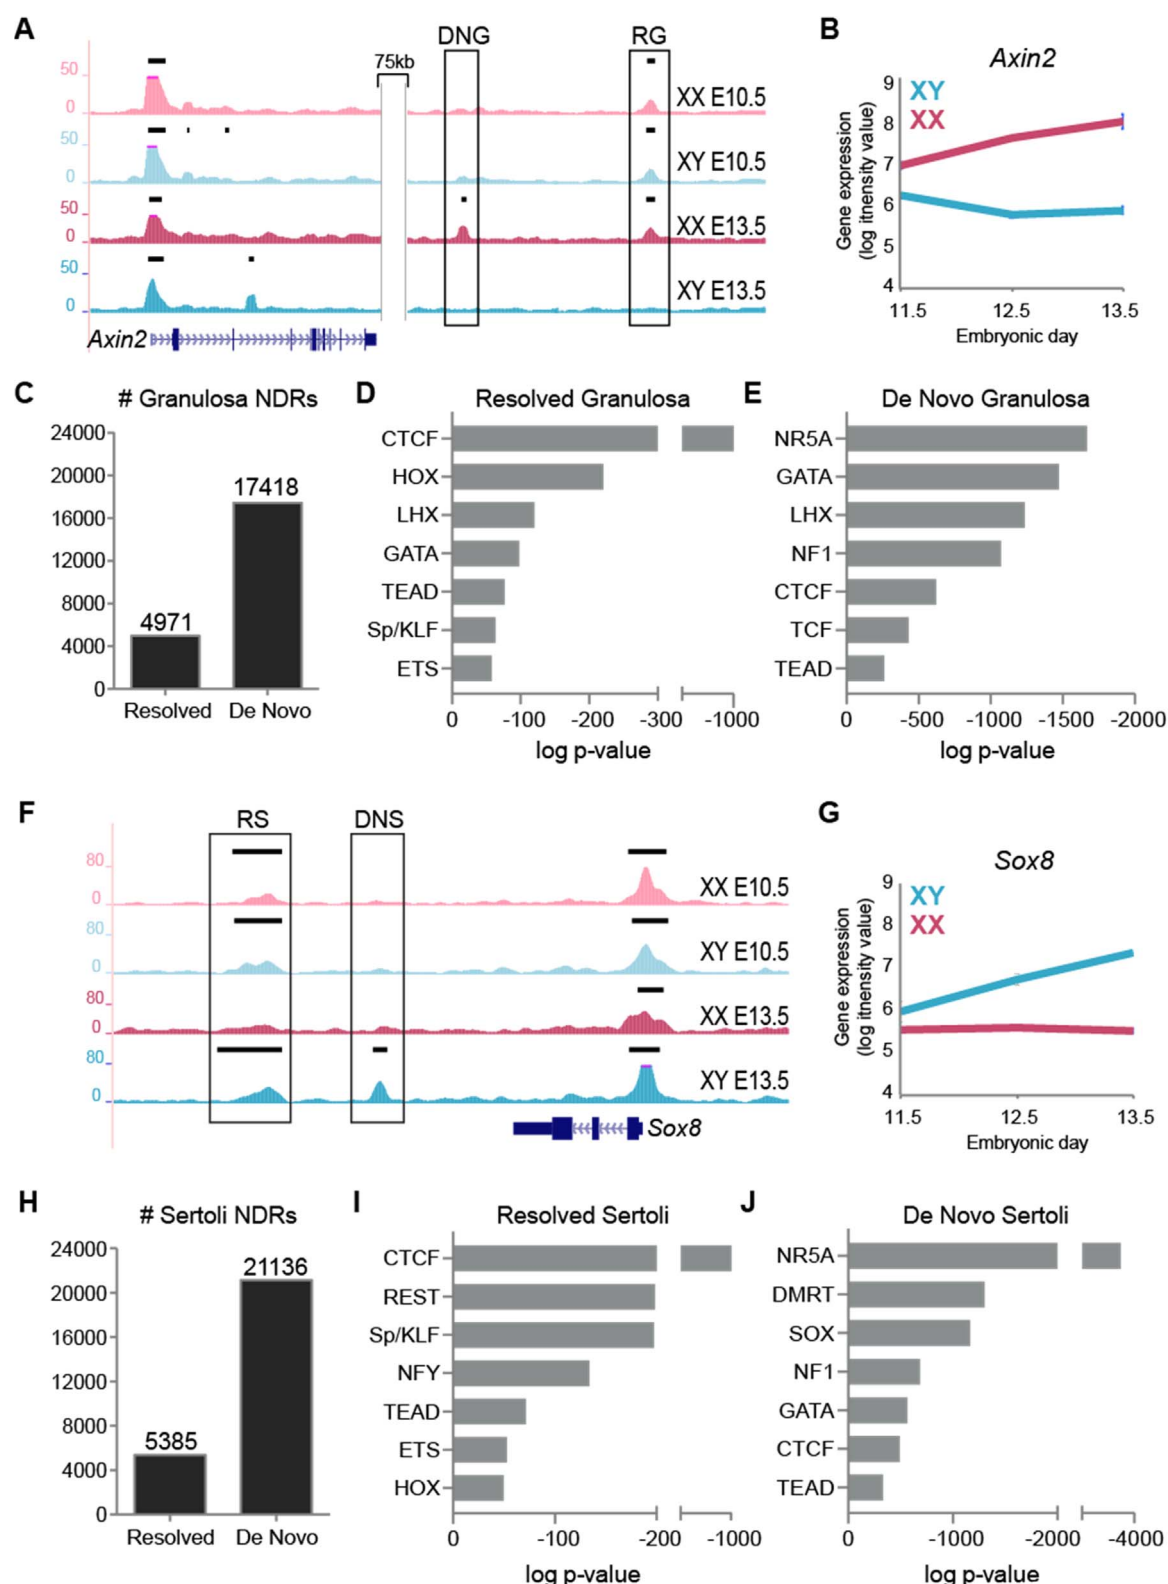 A
DNG
RG
75kb
50
0
XX E10.5
50
0
XY E10.5
50
0
XX E13.5
50
0
XY E13.5
Axin2
B
Axin2
XY
XX
Gene expression
(log itnensity value)
9
8
7
6
5
4
11.5 12.5 13.5
Embryonic day
C
# Granulosa NDRs
24000
20000
16000
12000
8000
4000
0
4971
17418
Resolved De Novo
D
Resolved Granulosa
CTCF
HOX
LHX
GATA
TEAD
Sp/KLF
ETS
0 -100 -200 -300 -1000
log p-value
E
De Novo Granulosa
NR5A
GATA
LHX
NF1
CTCF
TCF
TEAD
0 -500 -1000 -1500 -2000
log p-value
F
RS
DNS
80
0
XX E10.5
80
0
XY E10.5
80
0
XX E13.5
80
0
XY E13.5
Sox8
G
Sox8
XY
XX
Gene expression
(log itnensity value)
9
8
7
6
5
4
11.5 12.5 13.5
Embryonic day
H
# Sertoli NDRs
24000
20000
16000
12000
8000
4000
0
5385
21136
Resolved De Novo
I
Resolved Sertoli
CTCF
REST
Sp/KLF
NFY
TEAD
ETS
HOX
0 -100 -200 -1000
log p-value
J
De Novo Sertoli
NR5A
DMRT
SOX
NF1
GATA
CTCF
TEAD
0 -1000 -2000 -4000
log p-value